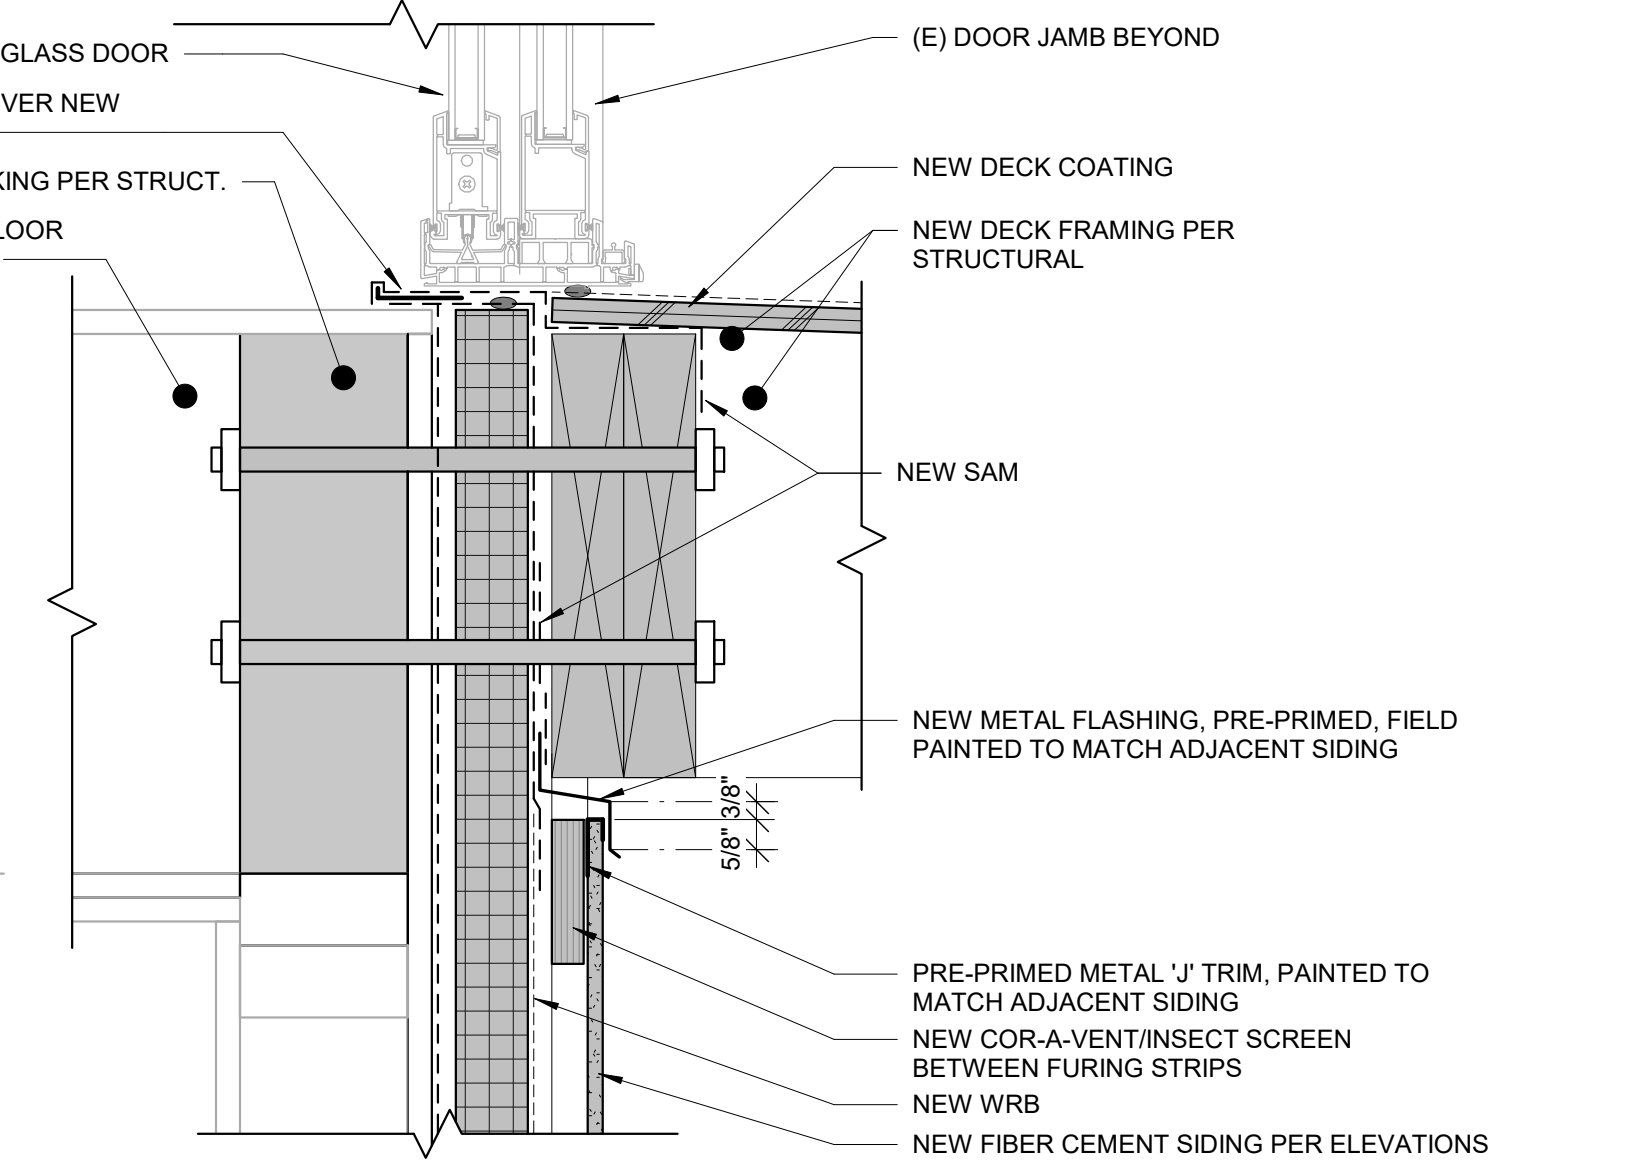 GLASS DOOR
VER NEW
KING PER STRUCT.
LOOR
(E) DOOR JAMB BEYOND
NEW DECK COATING
NEW DECK FRAMING PER
STRUCTURAL
NEW SAM
NEW METAL FLASHING, PRE-PRIMED, FIELD
PAINTED TO MATCH ADJACENT SIDING
3/8"
5/8"
PRE-PRIMED METAL 'J' TRIM, PAINTED TO
MATCH ADJACENT SIDING
NEW COR-A-VENT/INSECT SCREEN
BETWEEN FURING STRIPS
NEW WRB
NEW FIBER CEMENT SIDING PER ELEVATIONS